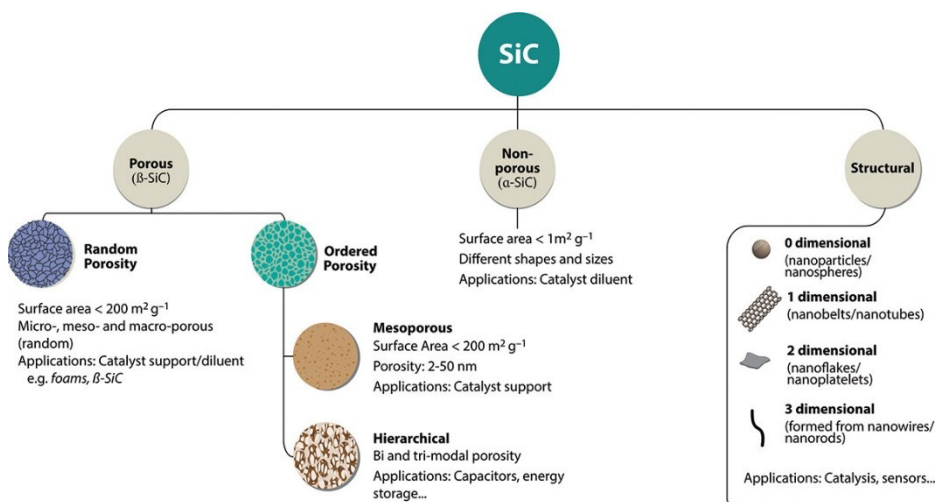 SiC
Porous
(ß-SiC)
Non-
porous
(α-SiC)
Structural
Random
Porosity
Surface area < 200 m² g⁻¹
Micro-, meso- and macro-porous
(random)
Applications: Catalyst support/diluent
e.g. foams, ß-SiC
Ordered
Porosity
Mesoporous
Surface Area < 200 m² g⁻¹
Porosity: 2-50 nm
Applications: Catalyst support
Hierarchical
Bi and tri-modal porosity
Applications: Capacitors, energy
storage...
Surface area < 1m² g⁻¹
Different shapes and sizes
Applications: Catalyst diluent
0 dimensional
(nanoparticles/
nanospheres)
1 dimensional
(nanobelts/nanotubes)
2 dimensional
(nanoflakes/
nanoplatelets)
3 dimensional
(formed from nanowires/
nanorods)
Applications: Catalysis, sensors...